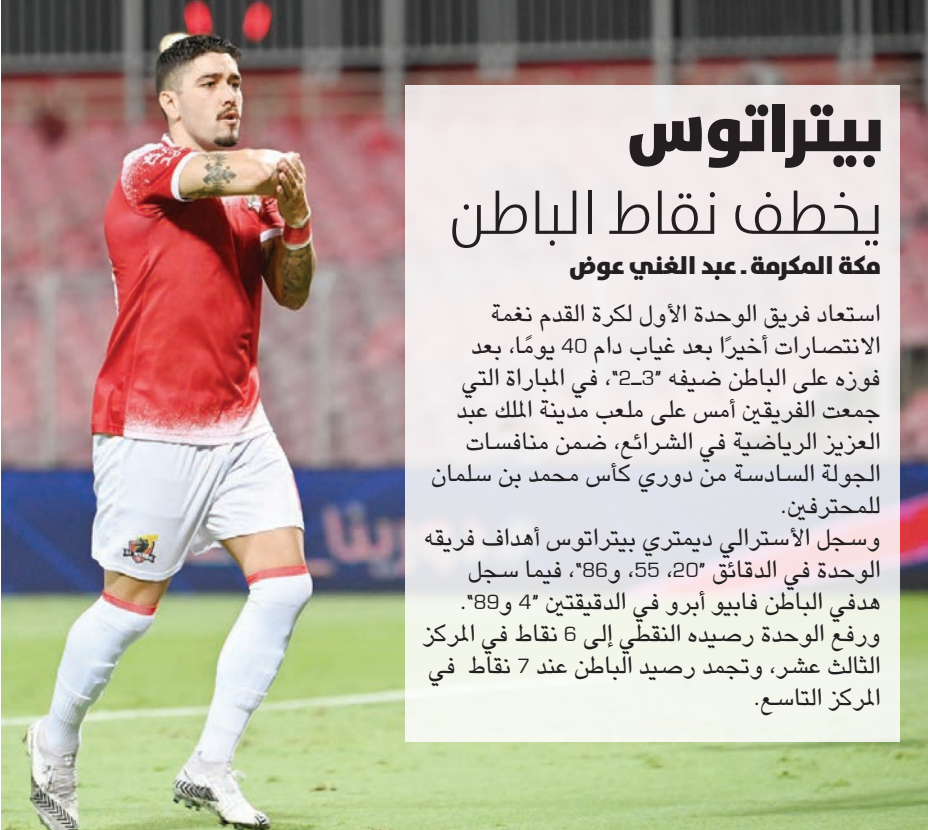 بيتراتوس
يخطف نقاط الباطن
مكة المكرمة ـ عبد الغني عوض
استعاد فريق الوحدة الأول لكرة القدم نغمة
الانتصارات أخيرًا بعد غياب دام 40 يومًا، بعد
فوزه على الباطن ضيفه "3ـ2"، في المباراة التي
جمعت الفريقين أمس على ملعب مدينة الملك عبد
العزيز الرياضية في الشرائع، ضمن منافسات
الجولة السادسة من دوري كأس محمد بن سلمان
للمحترفين.
وسجل الأسترالي ديمتري بيتراتوس أهداف فريقه
الوحدة في الدقائق "20، 55، و86"، فيما سجل
هدفي الباطن فابيو أبرو في الدقيقتين "4 و89".
ورفع الوحدة رصيده النقطي إلى 6 نقاط في المركز
الثالث عشر، وتجمد رصيد الباطن عند 7 نقاط في
المركز التاسع.